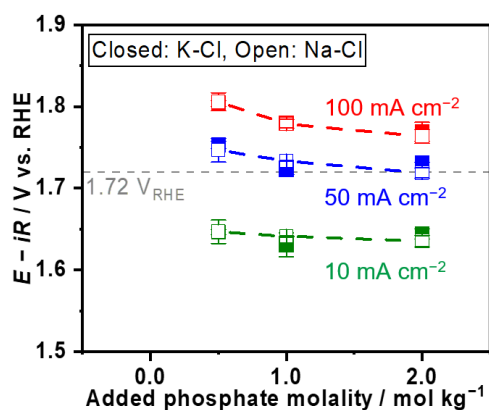 Closed: K-Cl, Open: Na-Cl
E − iR / V vs. RHE
1.9
1.8
1.7
1.6
1.5
100 mA cm⁻²
1.72 V_RHE
50 mA cm⁻²
10 mA cm⁻²
0.0 1.0 2.0
Added phosphate molality / mol kg⁻¹